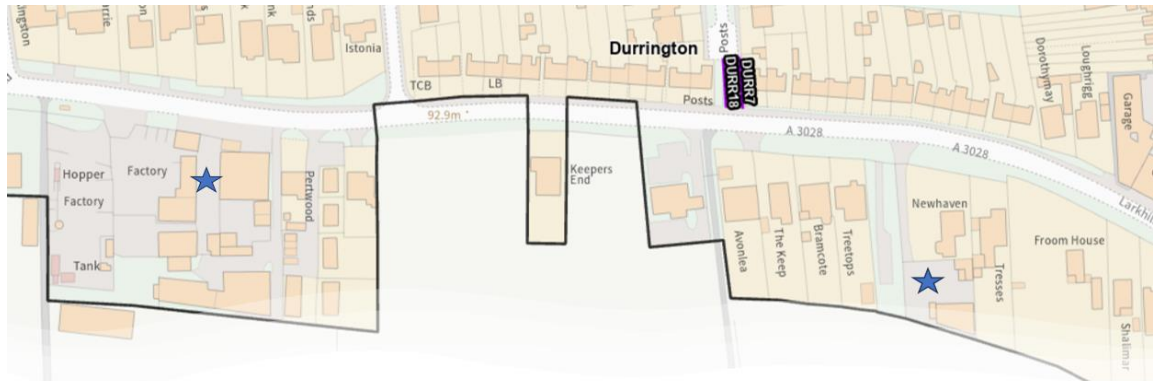 Istonia
Durrington
Posts
DURR7
DURR18
Dorothymay
Loughrigg
Garage
TCB
LB
Posts
92.9m
A 3028
A 3028
Hopper
Factory
Factory
Pertwood
Keepers
End
Newhaven
Avonlea
The Keep
Bramcote
Treetops
Tresses
Froom House
Tank
Shalimar